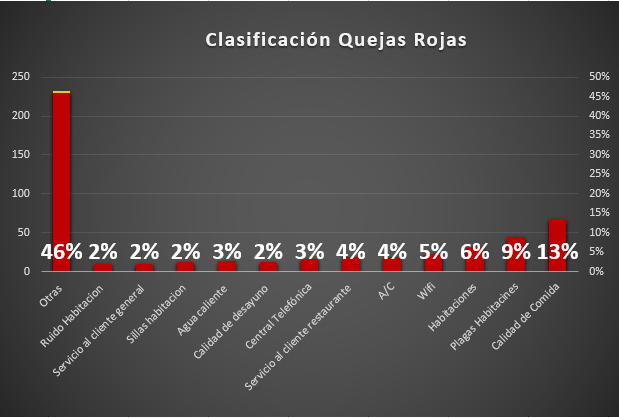 Clasificación Quejas Rojas
250
200
150
100
50
0
50%
45%
40%
35%
30%
25%
20%
15%
10%
5%
0%
46% 2% 2% 2% 3% 2% 3% 4% 4% 5% 6% 9% 13%
Otras
Ruido Habitacion
Servicio al cliente general
Sillas habitacion
Agua caliente
Calidad de desayuno
Central Telefónica
Servicio al cliente restaurante
A/C
Wifi
Habitaciones
Plagas Habitacines
Calidad de Comida